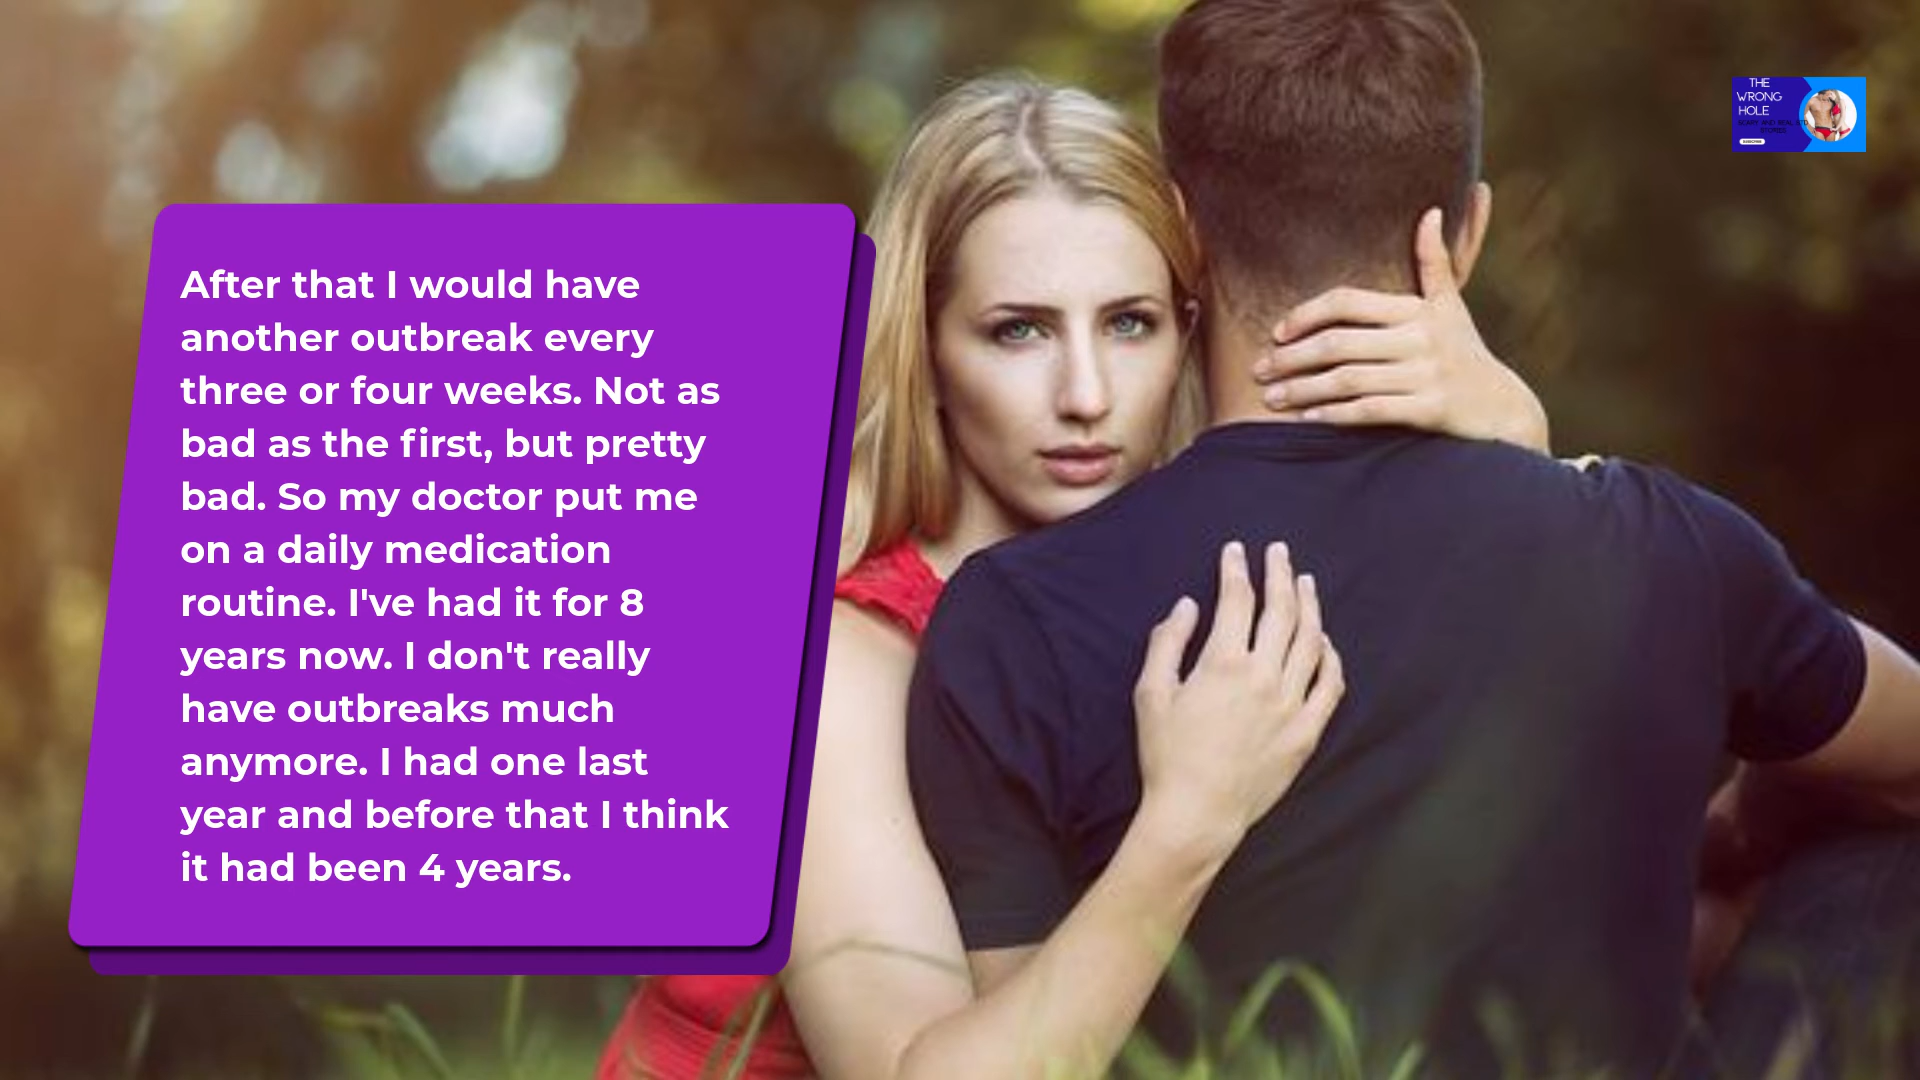 After that I would have
another outbreak every
three or four weeks. Not as
bad as the first, but pretty
bad. So my doctor put me
on a daily medication
routine. I've had it for 8
years now. I don't really
have outbreaks much
anymore. I had one last
year and before that I think
it had been 4 years.
THE
WRONG
HOLE